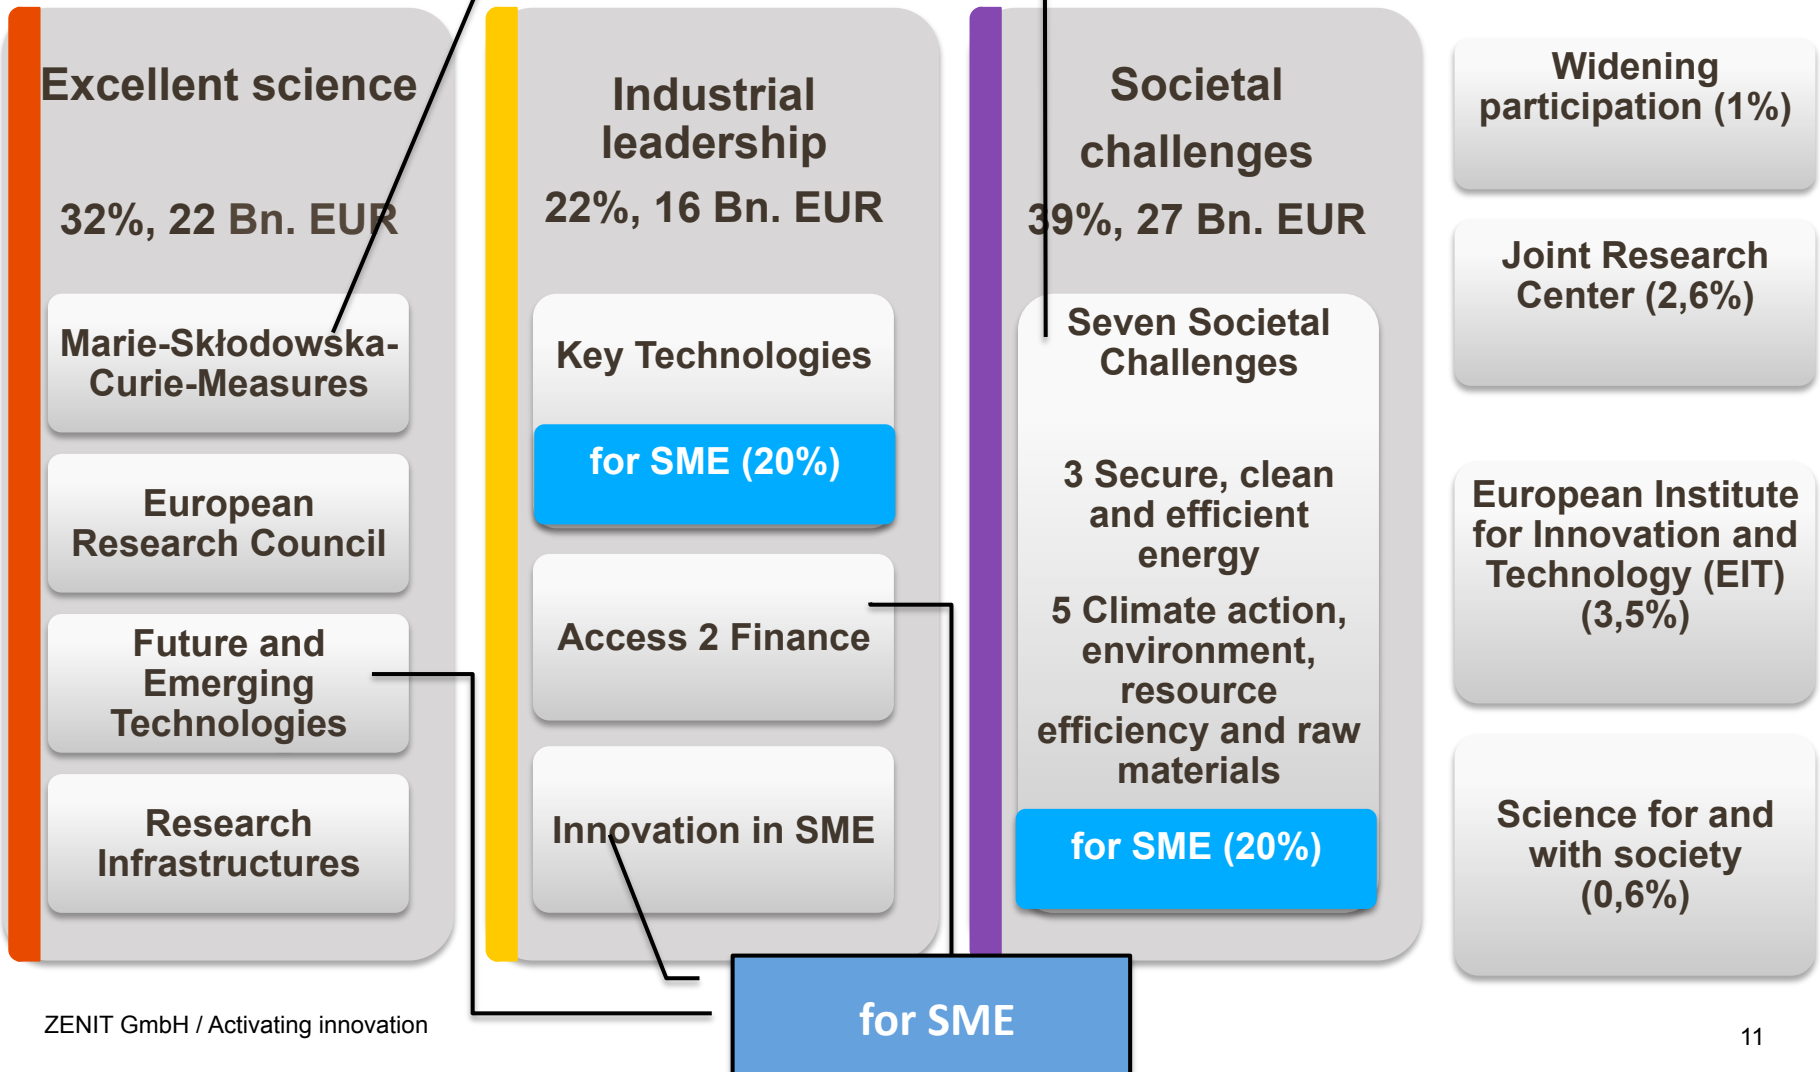 Excellent science
32%, 22 Bn. EUR
Marie-Skłodowska-
Curie-Measures
European
Research Council
Future and
Emerging
Technologies
Research
Infrastructures
Industrial
leadership
22%, 16 Bn. EUR
Key Technologies
for SME (20%)
Access 2 Finance
Innovation in SME
Societal
challenges
39%, 27 Bn. EUR
Seven Societal
Challenges
3 Secure, clean
and efficient
energy
5 Climate action,
environment,
resource
efficiency and raw
materials
for SME (20%)
Widening
participation (1%)
Joint Research
Center (2,6%)
European Institute
for Innovation and
Technology (EIT)
(3,5%)
Science for and
with society
(0,6%)
for SME
ZENIT GmbH / Activating innovation
11